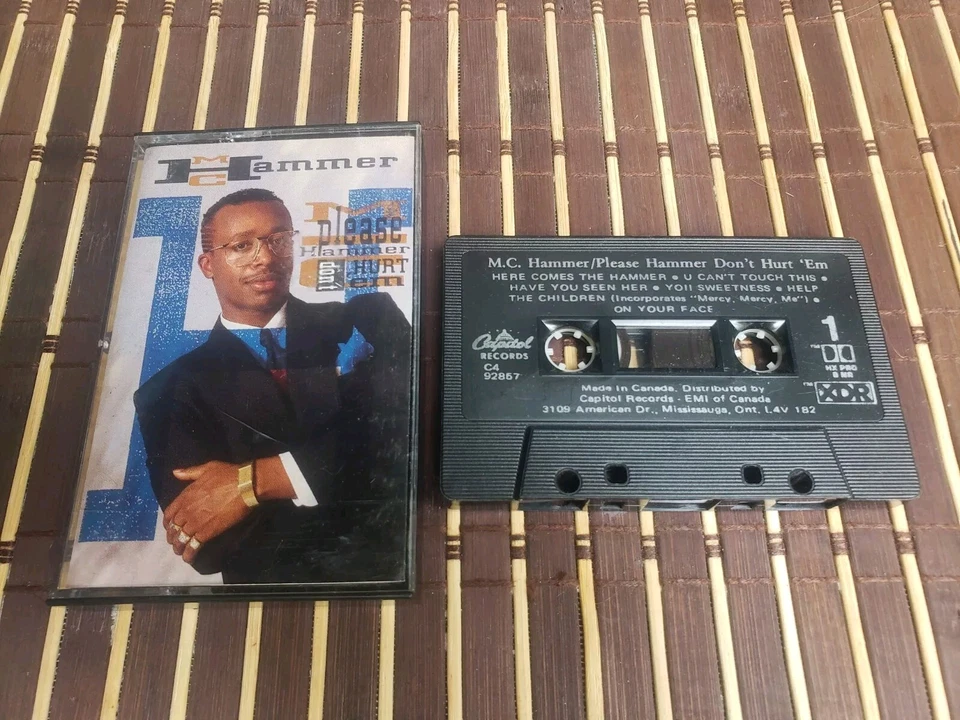 MC Hammer
Please
Hammer
don't HURT
'em
M.C. Hammer/Please Hammer Don't Hurt 'Em
HERE COMES THE HAMMER • U CAN'T TOUCH THIS •
HAVE YOU SEEN HER • YO!! SWEETNESS • HELP
THE CHILDREN (Incorporates "Mercy, Mercy, Me") •
ON YOUR FACE
Capitol
RECORDS
C4
92857
1
HX PRO
B NR
XDR
Made in Canada. Distributed by
Capitol Records - EMI of Canada
3109 American Dr., Mississauga, Ont. L4V 1B2